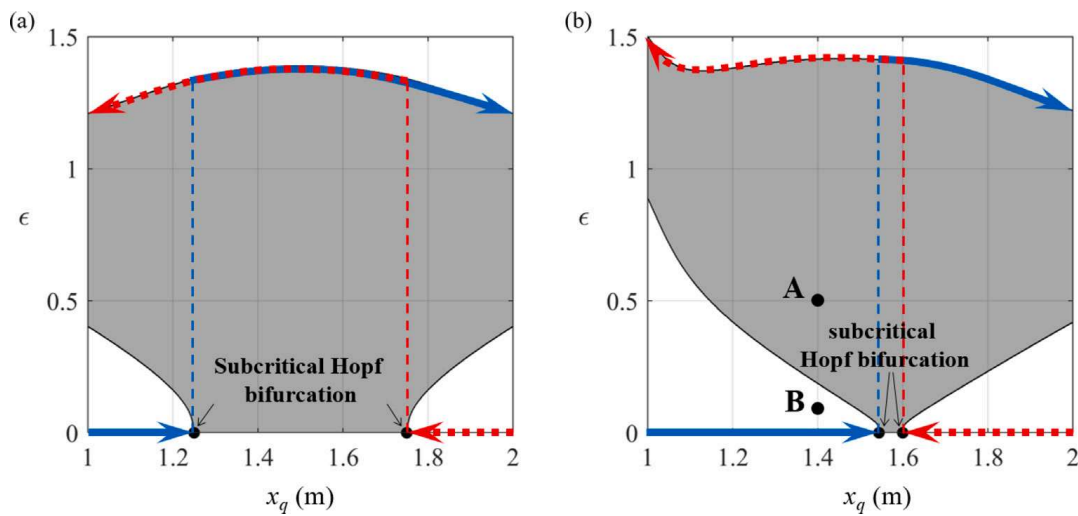 (a)
1.5
1
ϵ
0.5
Subcritical Hopf
bifurcation
0
1 1.2 1.4 1.6 1.8 2
x_q (m)
(b)
1.5
1
ϵ
0.5
A
subcritical
Hopf bifurcation
B
0
1 1.2 1.4 1.6 1.8 2
x_q (m)